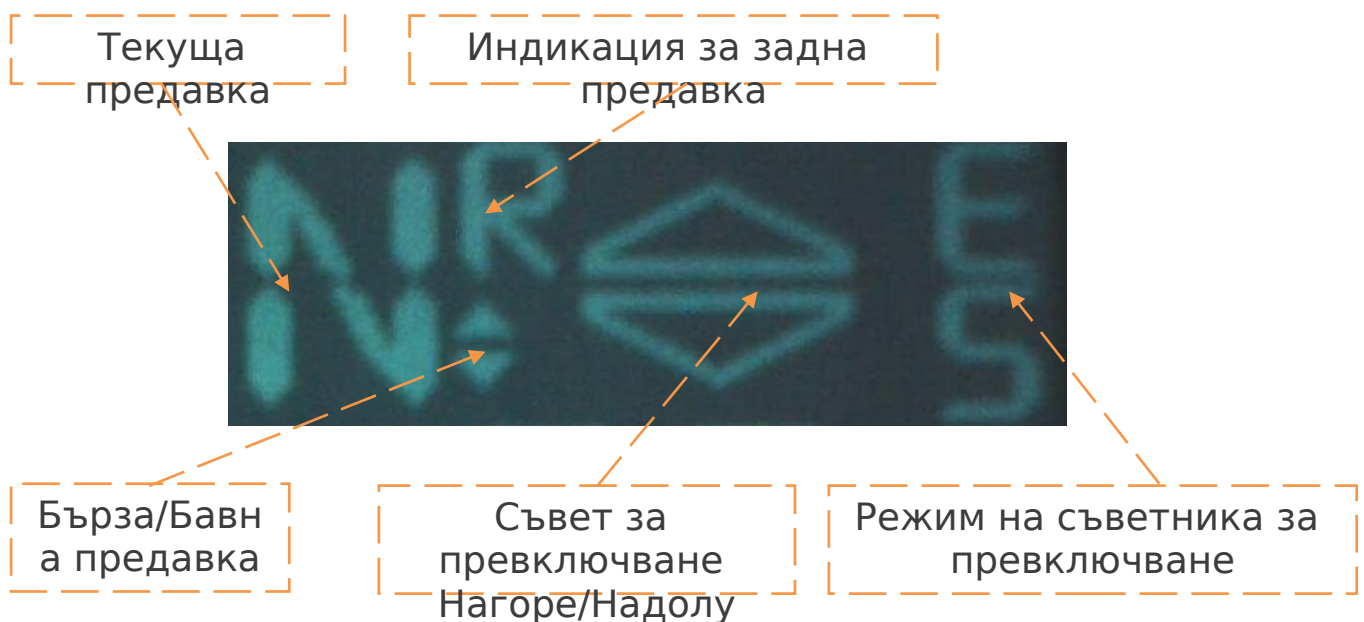 Текуща
предавка
Индикация за задна
предавка
N R
E
S
Бърза/Бавн
а предавка
Съвет за
превключване
Нагоре/Надолу
Режим на съветника за
превключване